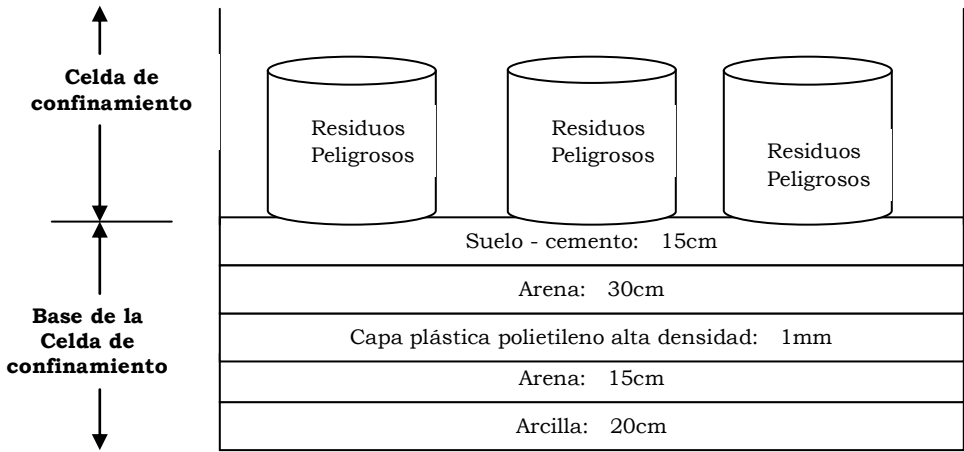 Celda de
confinamiento
Residuos
Peligrosos
Residuos
Peligrosos
Residuos
Peligrosos
Suelo - cemento: 15cm
Arena: 30cm
Base de la
Celda de
confinamiento
Capa plástica polietileno alta densidad: 1mm
Arena: 15cm
Arcilla: 20cm